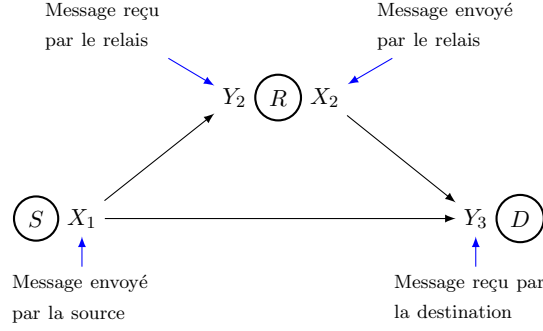 Message reçu
par le relais
Message envoyé
par le relais
Y2 R X2
S X1
Y3 D
Message envoyé
par la source
Message reçu par
la destination